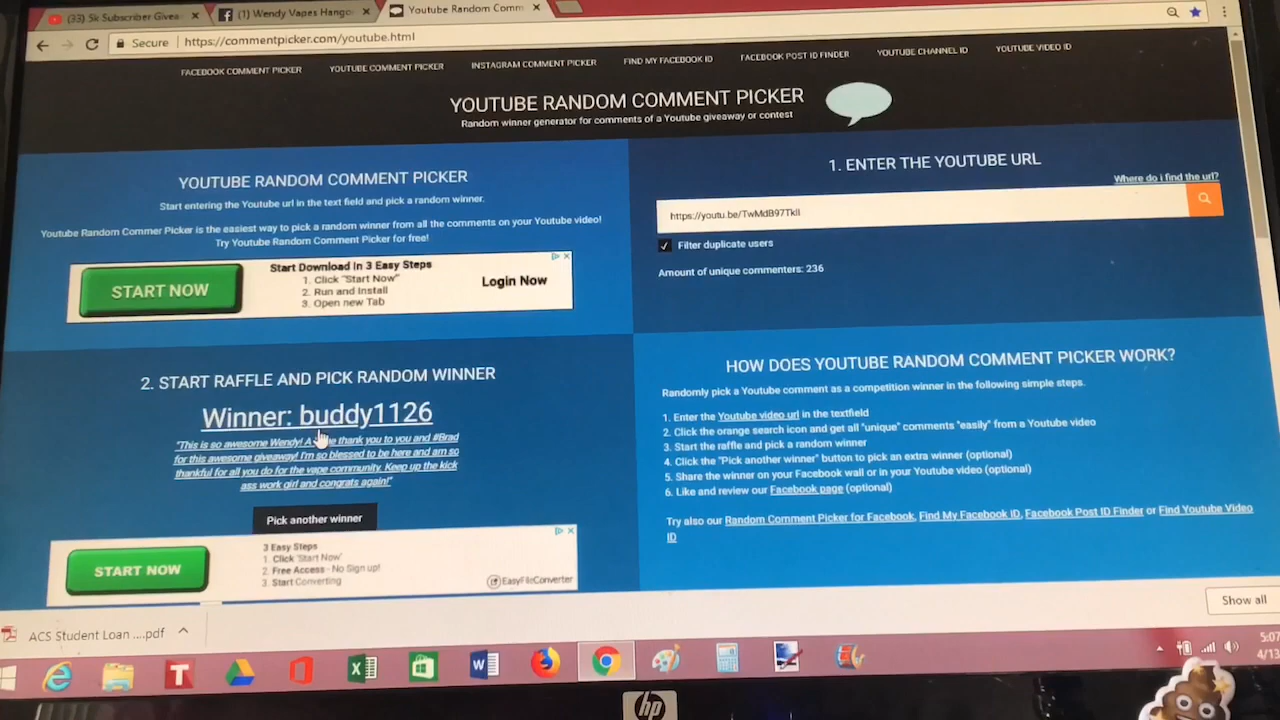 (33) 5k Subscriber Givea
(1) Wendy Vapes Hango
Youtube Random Comm
Secure
https://commentpicker.com/youtube.html
FACEBOOK COMMENT PICKER
YOUTUBE COMMENT PICKER
INSTAGRAM COMMENT PICKER
FIND MY FACEBOOK ID
FACEBOOK POST ID FINDER
YOUTUBE CHANNEL ID
YOUTUBE VIDEO ID
YOUTUBE RANDOM COMMENT PICKER
Random winner generator for comments of a Youtube giveaway or contest
YOUTUBE RANDOM COMMENT PICKER
Start entering the Youtube url in the text field and pick a random winner.
Youtube Random Commer Picker is the easiest way to pick a random winner from all the comments on your Youtube video!
Try Youtube Random Comment Picker for free!
START NOW
Start Download In 3 Easy Steps
1. Click "Start Now"
2. Run and Install
3. Open new Tab
Login Now
1. ENTER THE YOUTUBE URL
Where do i find the url?
https://youtu.be/TwMdB97TkII
Filter duplicate users
Amount of unique commenters: 236
2. START RAFFLE AND PICK RANDOM WINNER
Winner: buddy1126
"This is so awesome Wendy! A thank you to you and #Brad
for this awesome giveaway! I'm so blessed to be here and am so
thankful for all you do for the vape community. Keep up the kick
ass work girl and congrats again!"
Pick another winner
START NOW
3 Easy Steps
1. Click 'Start Now'
2. Free Access - No Sign up!
3. Start Converting
EasyFileConverter
HOW DOES YOUTUBE RANDOM COMMENT PICKER WORK?
Randomly pick a Youtube comment as a competition winner in the following simple steps.
1. Enter the Youtube video url in the textfield
2. Click the orange search icon and get all "unique" comments "easily" from a Youtube video
3. Start the raffle and pick a random winner
4. Click the "Pick another winner" button to pick an extra winner (optional)
5. Share the winner on your Facebook wall or in your Youtube video (optional)
6. Like and review our Facebook page (optional)
Try also our Random Comment Picker for Facebook, Find My Facebook ID, Facebook Post ID Finder or Find Youtube Video
ID
Show all
ACS Student Loan ....pdf
5:07
4/13
hp